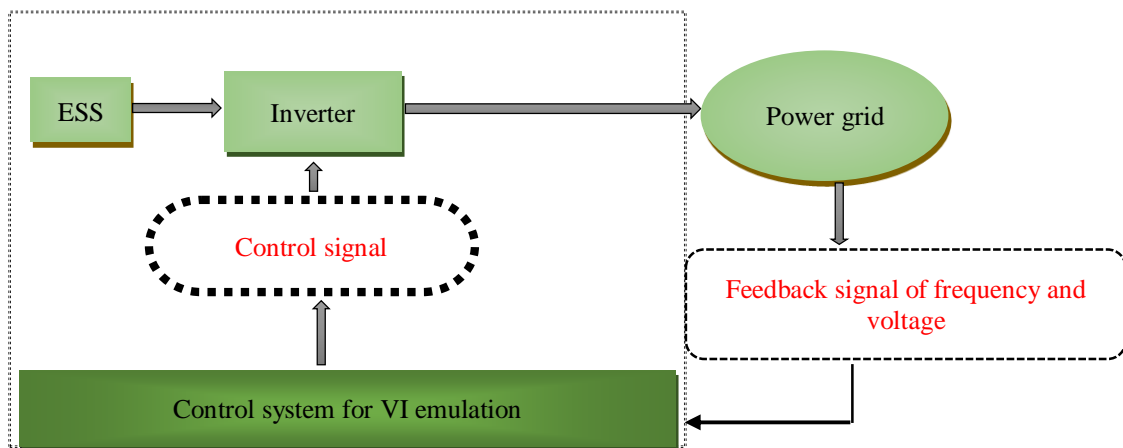 ESS
Inverter
Power grid
Control signal
Feedback signal of frequency and
voltage
Control system for VI emulation